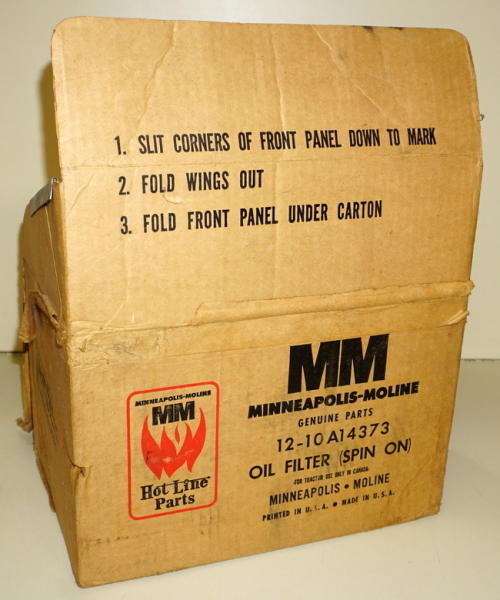 1. SLIT CORNERS OF FRONT PANEL DOWN TO MARK
2. FOLD WINGS OUT
3. FOLD FRONT PANEL UNDER CARTON
MINNEAPOLIS-MOLINE
MM
Hot Line
Parts
MM
MINNEAPOLIS-MOLINE
GENUINE PARTS
12-10A14373
OIL FILTER (SPIN ON)
FOR TRACTOR USE ONLY IN CANADA
MINNEAPOLIS • MOLINE
PRINTED IN U.S.A. • MADE IN U.S.A.